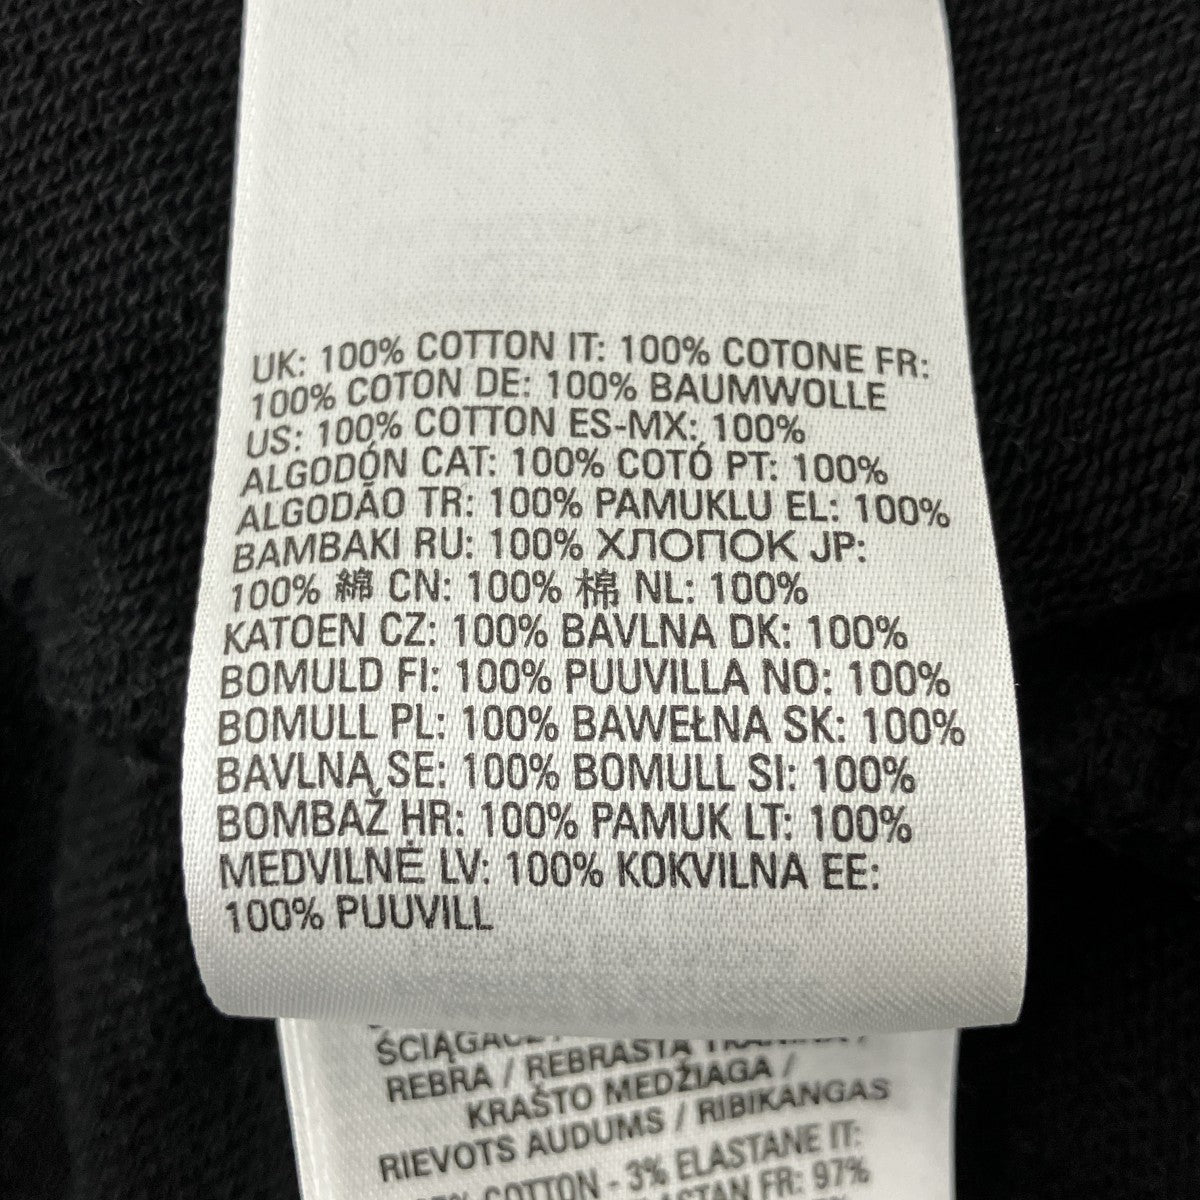 UK: 100% COTTON IT: 100% COTONE FR:
100% COTON DE: 100% BAUMWOLLE
US: 100% COTTON ES-MX: 100%
ALGODÓN CAT: 100% COTÓ PT: 100%
ALGODÃO TR: 100% PAMUKLU EL: 100%
BAMBAKI RU: 100% ХЛОПОК JP:
100% 綿 CN: 100% 棉 NL: 100%
KATOEN CZ: 100% BAVLNA DK: 100%
BOMULD FI: 100% PUUVILLA NO: 100%
BOMULL PL: 100% BAWEŁNA SK: 100%
BAVLNA SE: 100% BOMULL SI: 100%
BOMBAŽ HR: 100% PAMUK LT: 100%
MEDVILNĖ LV: 100% KOKVILNA EE:
100% PUUVILL
REBRA / REBRASTA
KRAŠTO MEDŽIAGA /
RIEVOTS AUDUMS / RIBIKANGAS
COTTON - 3% ELASTANE IT:
FR: 97%